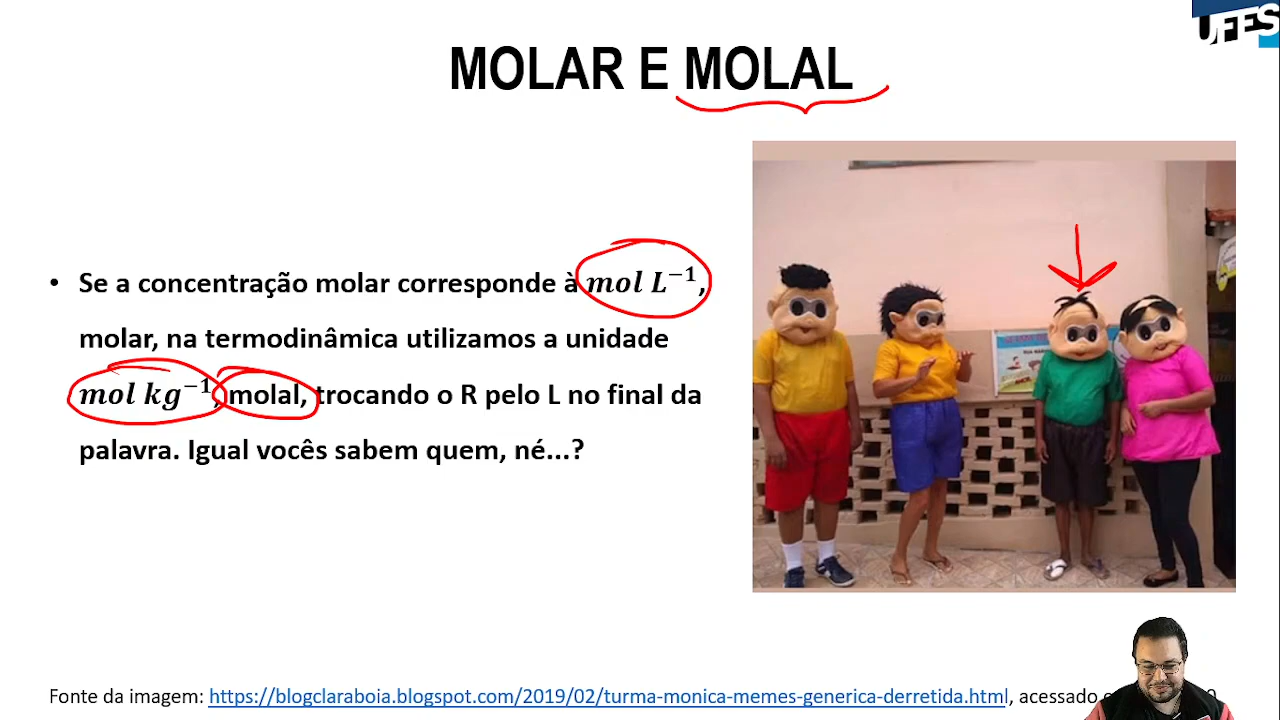 UFES
MOLAR E MOLAL
• Se a concentração molar corresponde à mol L⁻¹,
molar, na termodinâmica utilizamos a unidade
mol kg⁻¹, molal, trocando o R pelo L no final da
palavra. Igual vocês sabem quem, né...?
Fonte da imagem: https://blogclaraboia.blogspot.com/2019/02/turma-monica-memes-generica-derretida.html, acessado